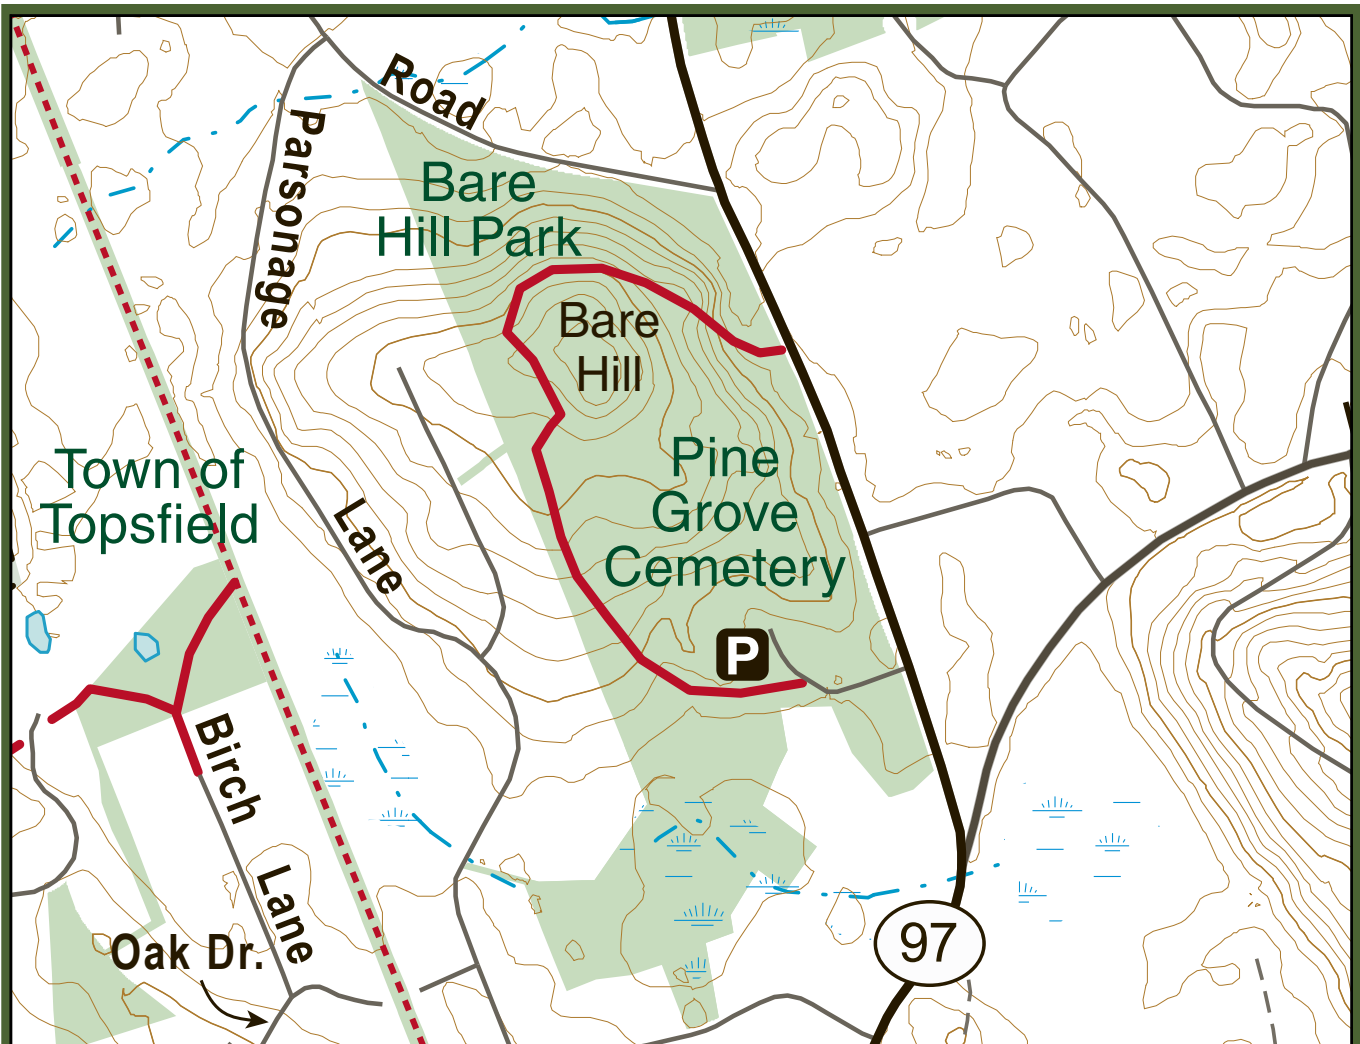 Road
Parsonage
Bare
Hill Park
Bare
Hill
Town of
Topsfield
Pine
Grove
Cemetery
Lane
P
Birch
Lane
Oak Dr.
97